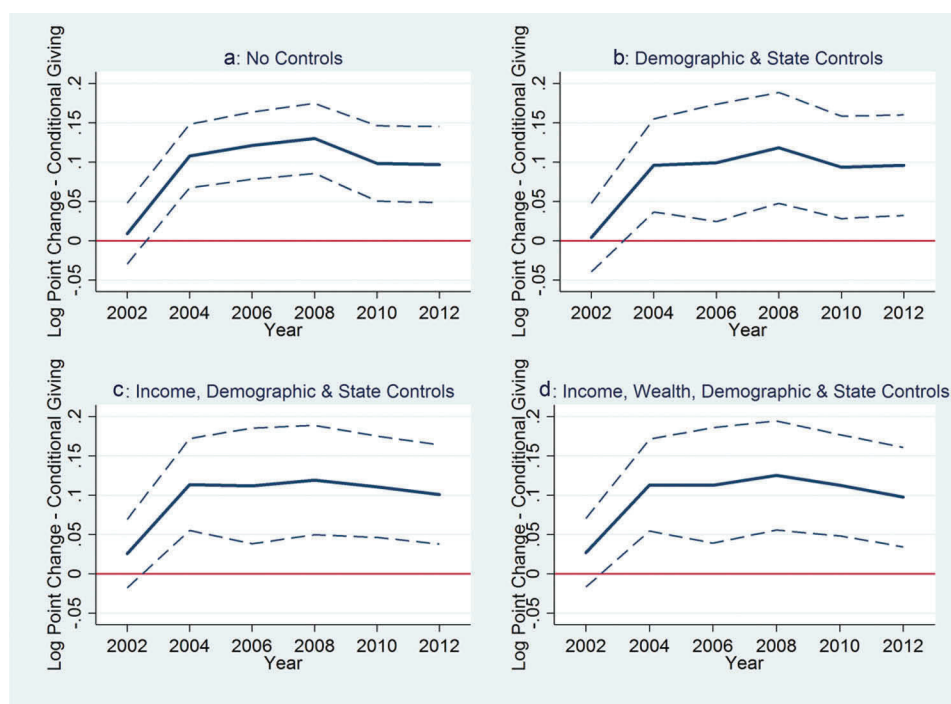 a: No Controls
Log Point Change - Conditional Giving
.2
.15
.1
.05
0
-.05
2002 2004 2006 2008 2010 2012
Year
b: Demographic & State Controls
Log Point Change - Conditional Giving
.2
.15
.1
.05
0
-.05
2002 2004 2006 2008 2010 2012
Year
c: Income, Demographic & State Controls
Log Point Change - Conditional Giving
.2
.15
.1
.05
0
-.05
2002 2004 2006 2008 2010 2012
Year
d: Income, Wealth, Demographic & State Controls
Log Point Change - Conditional Giving
.2
.15
.1
.05
0
-.05
2002 2004 2006 2008 2010 2012
Year